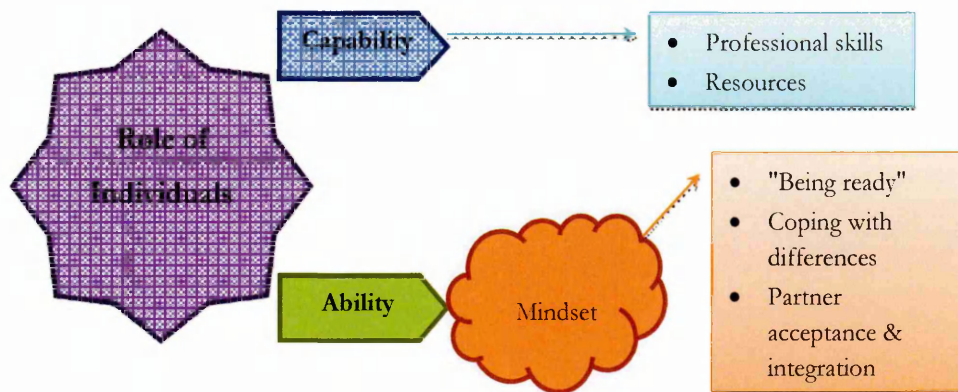 Role of
Individuals
Capability
• Professional skills
• Resources
Ability
Mindset
• "Being ready"
• Coping with
differences
• Partner
acceptance &
integration